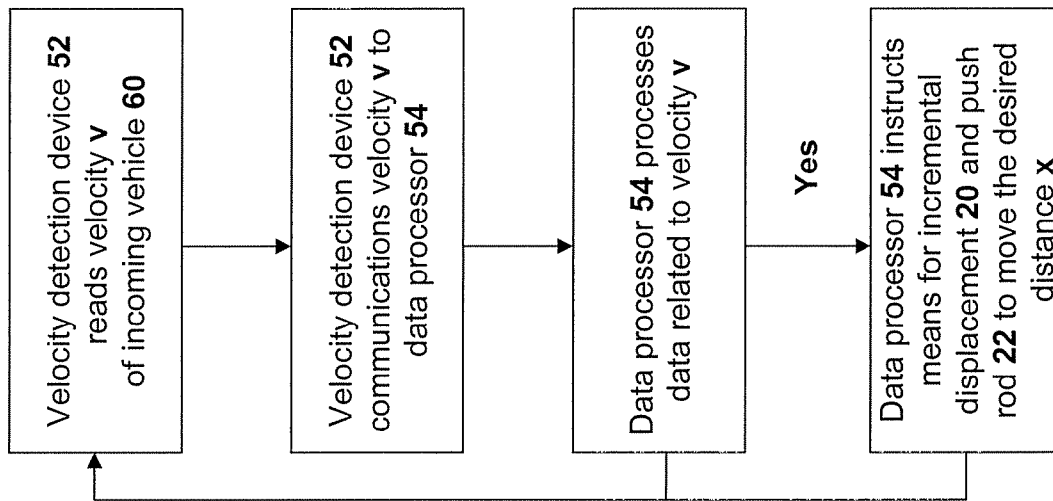 Velocity detection device 52
reads velocity v
of incoming vehicle 60
Velocity detection device 52
communications velocity v to
data processor 54
Data processor 54 processes
data related to velocity v
Yes
Data processor 54 instructs
means for incremental
displacement 20 and push
rod 22 to move the desired
distance x